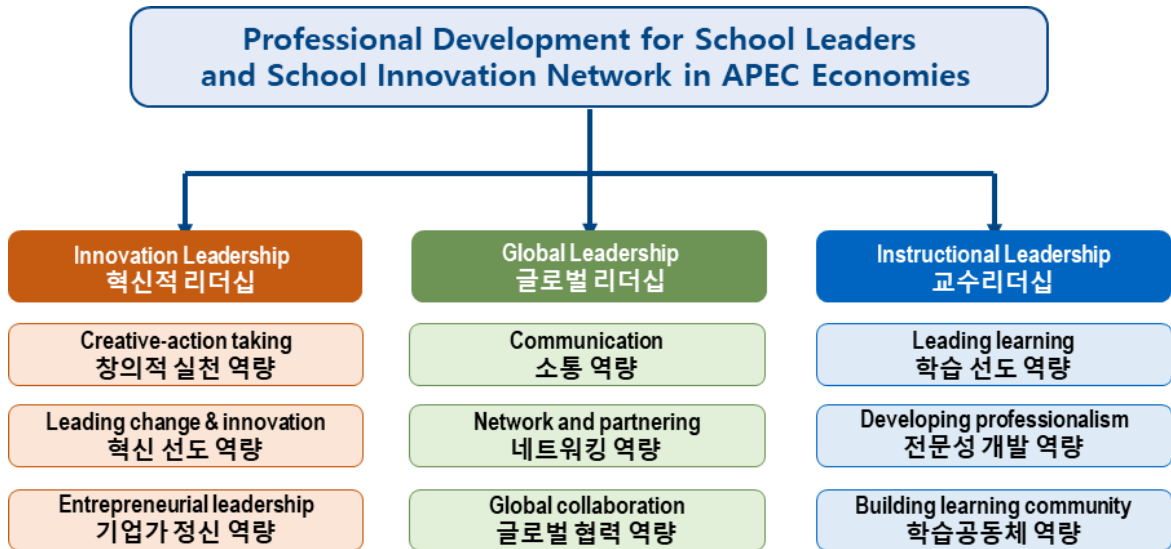 Professional Development for School Leaders
and School Innovation Network in APEC Economies
Innovation Leadership
혁신적 리더십
Creative-action taking
창의적 실천 역량
Leading change & innovation
혁신 선도 역량
Entrepreneurial leadership
기업가 정신 역량
Global Leadership
글로벌 리더십
Communication
소통 역량
Network and partnering
네트워킹 역량
Global collaboration
글로벌 협력 역량
Instructional Leadership
교수리더십
Leading learning
학습 선도 역량
Developing professionalism
전문성 개발 역량
Building learning community
학습공동체 역량